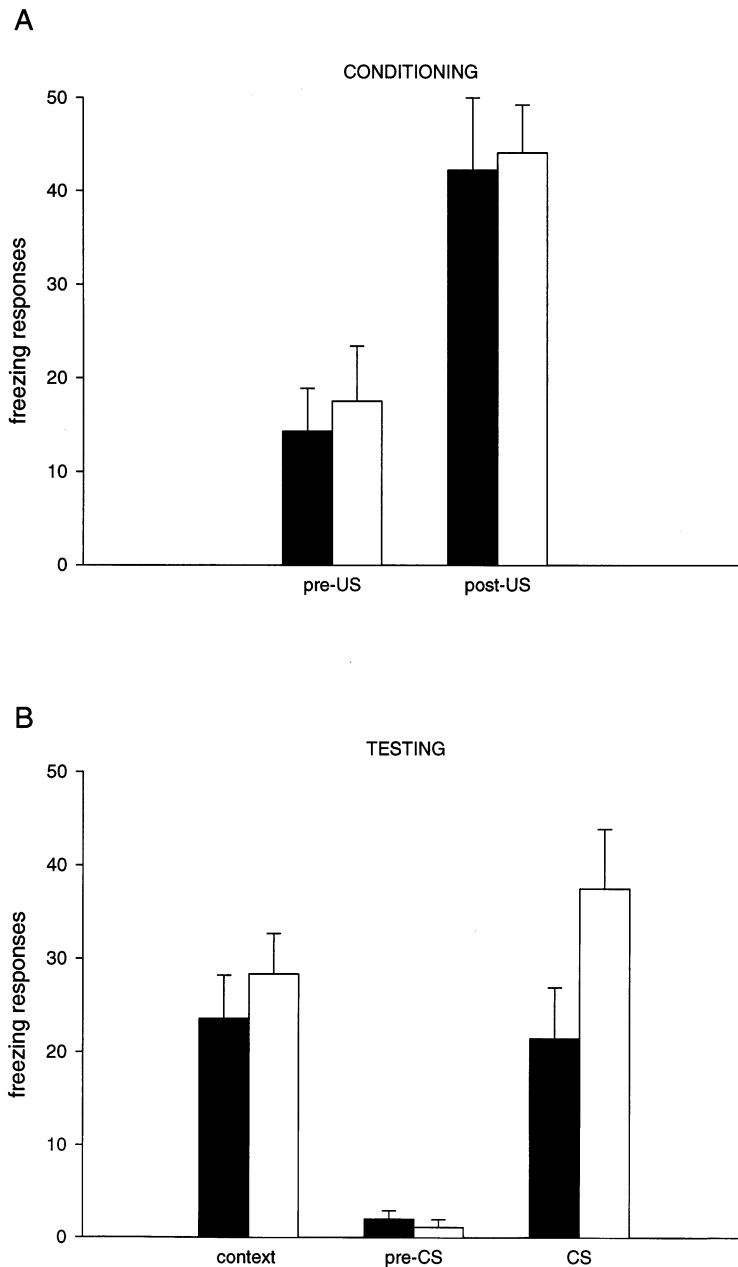 A
CONDITIONING
50
40
30
20
10
0
freezing responses
pre-US post-US
B
TESTING
50
40
30
20
10
0
freezing responses
context pre-CS CS